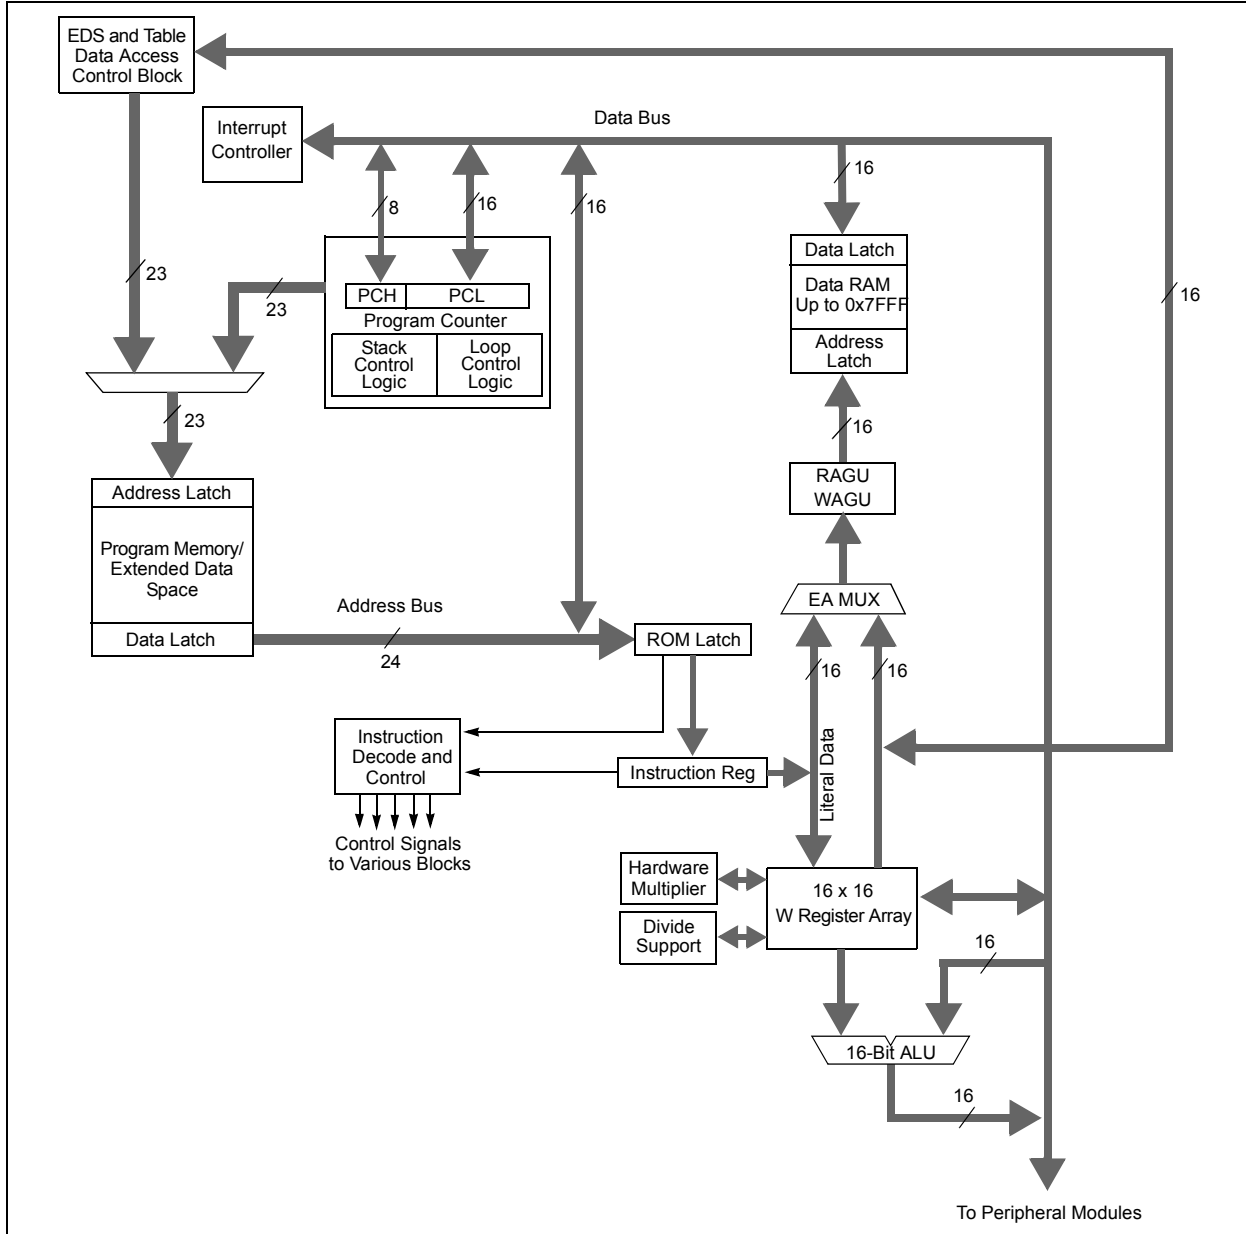 EDS and Table
Data Access
Control Block
Data Bus
Interrupt
Controller
16
8
16
16
Data Latch
Data RAM
Up to 0x7FFF
Address
Latch
23
23
16
PCH
PCL
Program Counter
Stack
Control
Logic
Loop
Control
Logic
23
16
RAGU
WAGU
Address Latch
Program Memory/
Extended Data
Space
Data Latch
EA MUX
Address Bus
24
ROM Latch
16
16
Instruction
Decode and
Control
Instruction Reg
Literal Data
Control Signals
to Various Blocks
Hardware
Multiplier
16 x 16
W Register Array
Divide
Support
16
16-Bit ALU
16
To Peripheral Modules